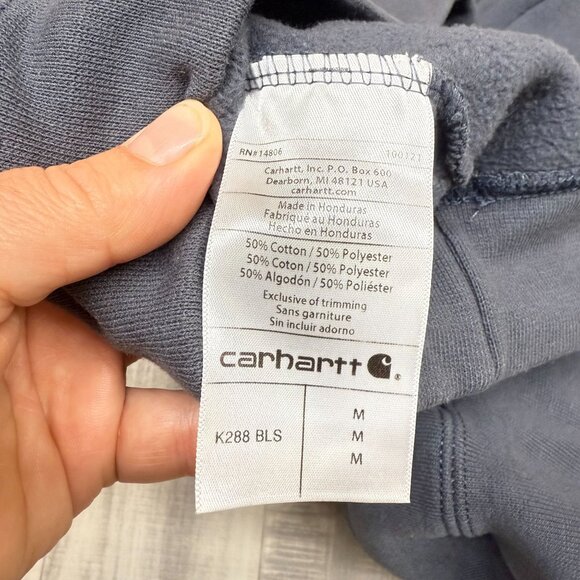 RN#14806 100121
Carhartt, Inc. P.O. Box 600
Dearborn, MI 48121 USA
carhartt.com
Made in Honduras
Fabriqué au Honduras
Hecho en Honduras
50% Cotton / 50% Polyester
50% Coton / 50% Polyester
50% Algodón / 50% Poliéster
Exclusive of trimming
Sans garniture
Sin incluir adorno
carhartt
K288 BLS
M
M
M